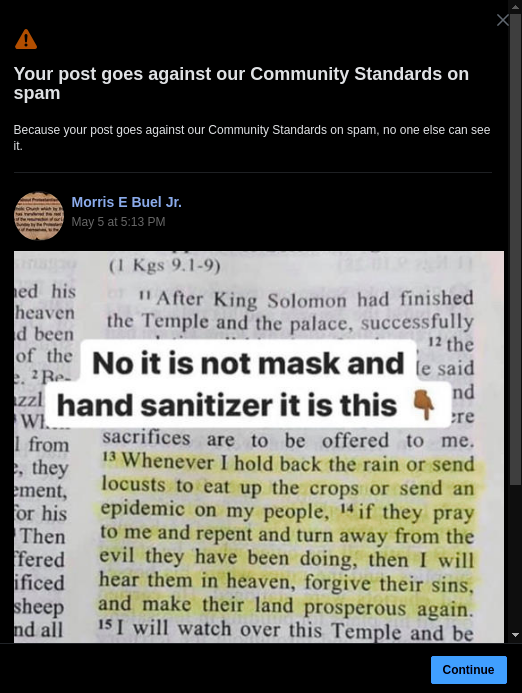 Your post goes against our Community Standards on
spam
Because your post goes against our Community Standards on spam, no one else can see
it.
Morris E Buel Jr.
May 5 at 5:13 PM
(1 Kgs 9.1-9)
ned his
heaven
d been
of the
e. ² Be-
zzl
Wh
l from
e, they
ement,
for his
Then
ffered
ificed
sheep
nd all
¹¹ After King Solomon had finished
the Temple and the palace, successfully
¹² the
le said
nd
ere
No it is not mask and
hand sanitizer it is this 👇🏾
sacrifices are to be offered to me.
¹³ Whenever I hold back the rain or send
locusts to eat up the crops or send an
epidemic on my people, ¹⁴ if they pray
to me and repent and turn away from the
evil they have been doing, then I will
hear them in heaven, forgive their sins,
and make their land prosperous again.
¹⁵ I will watch over this Temple and be
Continue